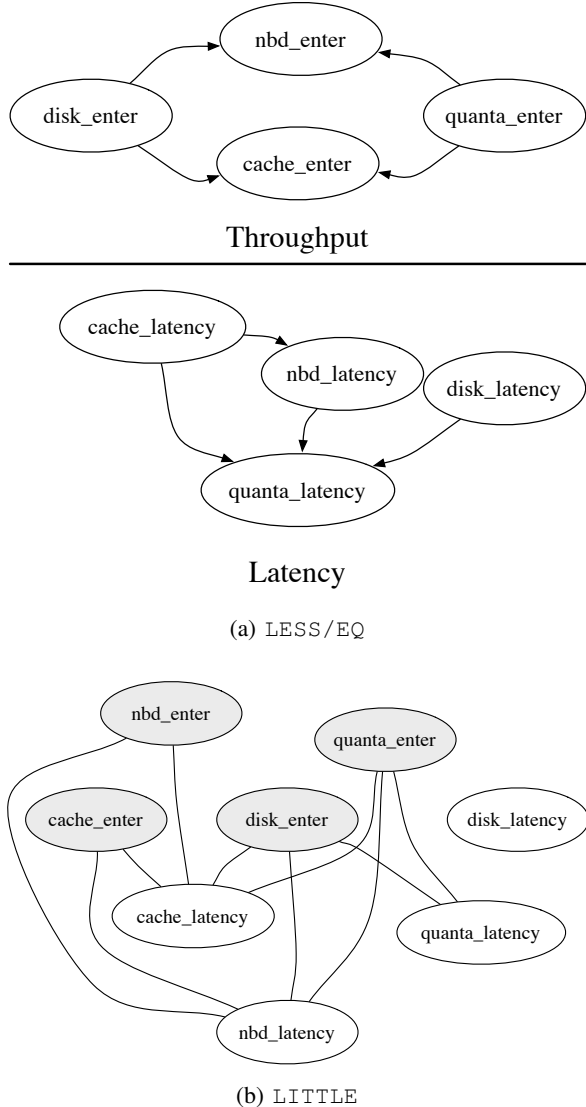 nbd_enter
disk_enter
quanta_enter
cache_enter
Throughput
cache_latency
nbd_latency
disk_latency
quanta_latency
Latency
(a) LESS/EQ
nbd_enter
quanta_enter
cache_enter
disk_enter
disk_latency
cache_latency
quanta_latency
nbd_latency
(b) LITTLE